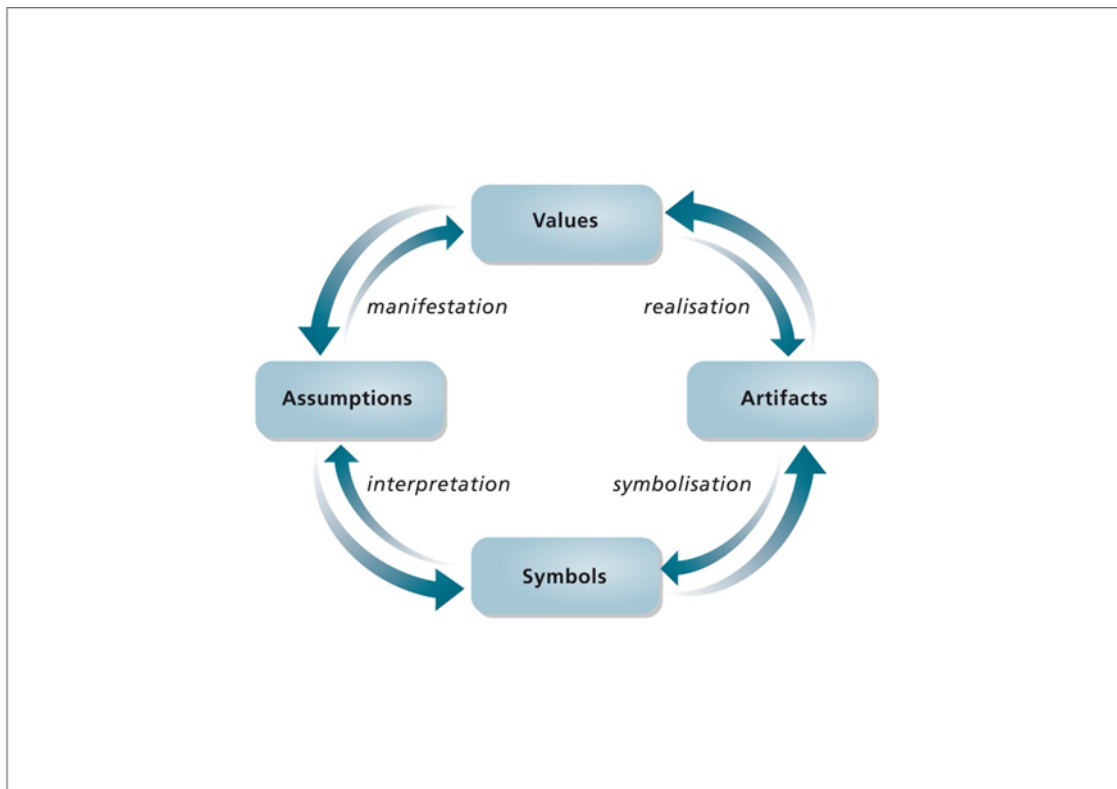 Values
manifestation
realisation
Assumptions
Artifacts
interpretation
symbolisation
Symbols